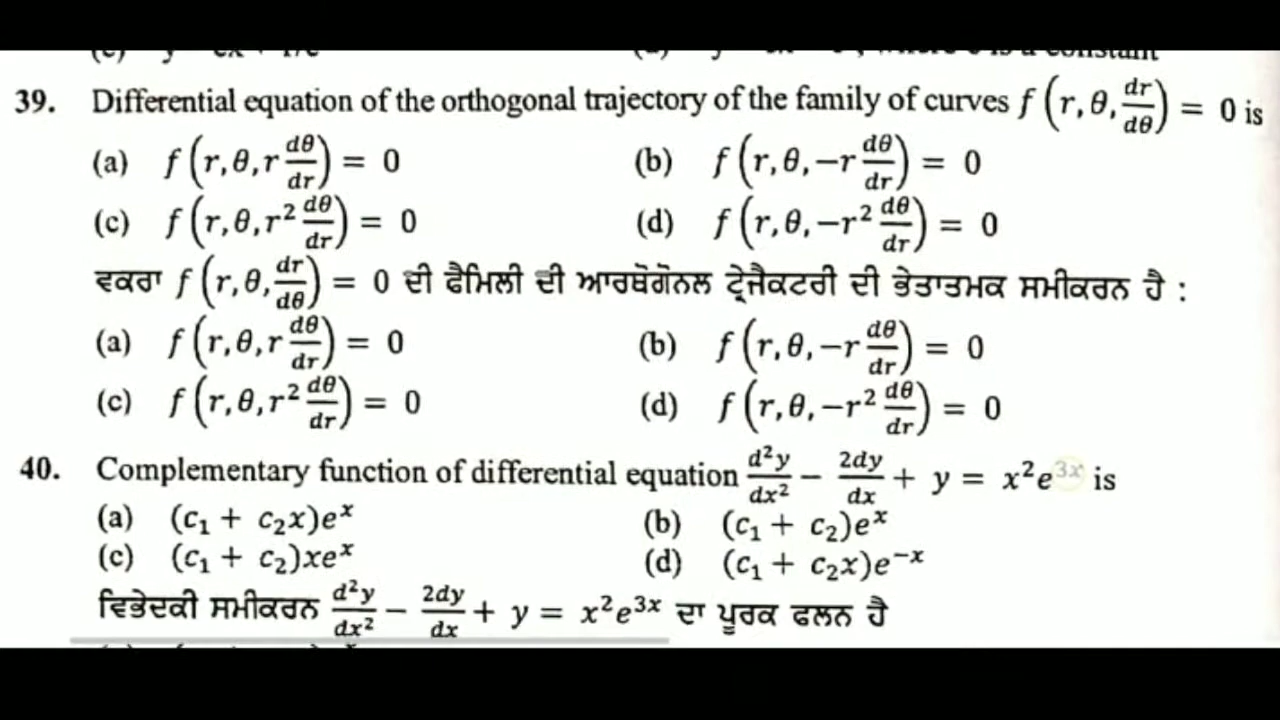 39. Differential equation of the orthogonal trajectory of the family of curves f(r, θ, dr/dθ) = 0 is
(a) f(r, θ, r dθ/dr) = 0 (b) f(r, θ, −r dθ/dr) = 0
(c) f(r, θ, r² dθ/dr) = 0 (d) f(r, θ, −r² dθ/dr) = 0
ਵਕਰਾ f(r, θ, dr/dθ) = 0 ਦੀ ਫੈਮਿਲੀ ਦੀ ਆਰਥੋਗੋਨਲ ਟ੍ਰੇਜੈਕਟਰੀ ਦੀ ਭੇਤਾਤਮਕ ਸਮੀਕਰਨ ਹੈ :
(a) f(r, θ, r dθ/dr) = 0 (b) f(r, θ, −r dθ/dr) = 0
(c) f(r, θ, r² dθ/dr) = 0 (d) f(r, θ, −r² dθ/dr) = 0
40. Complementary function of differential equation d²y/dx² − 2dy/dx + y = x²e³ˣ is
(a) (c₁ + c₂x)eˣ (b) (c₁ + c₂)eˣ
(c) (c₁ + c₂)xeˣ (d) (c₁ + c₂x)e⁻ˣ
ਵਿਭੇਦਕੀ ਸਮੀਕਰਨ d²y/dx² − 2dy/dx + y = x²e³ˣ ਦਾ ਪੂਰਕ ਫਲਨ ਹੈ